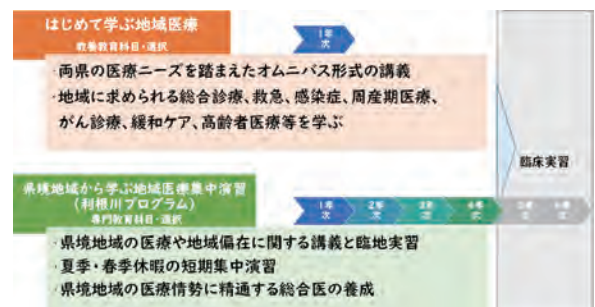 はじめて学ぶ地域医療
教養教育科目・選択
1年次
・両県の医療ニーズを踏まえたオムニバス形式の講義
・地域に求められる総合診療、救急、感染症、周産期医療、
がん診療、緩和ケア、高齢者医療等を学ぶ
臨床実習
県境地域から学ぶ地域医療集中演習
(利根川プログラム)
専門教育科目・選択
1年次
2年次
3年次
4年次
5年次
6年次
・県境地域の医療や地域偏在に関する講義と臨地実習
・夏季・春季休暇の短期集中演習
・県境地域の医療情勢に精通する総合医の養成